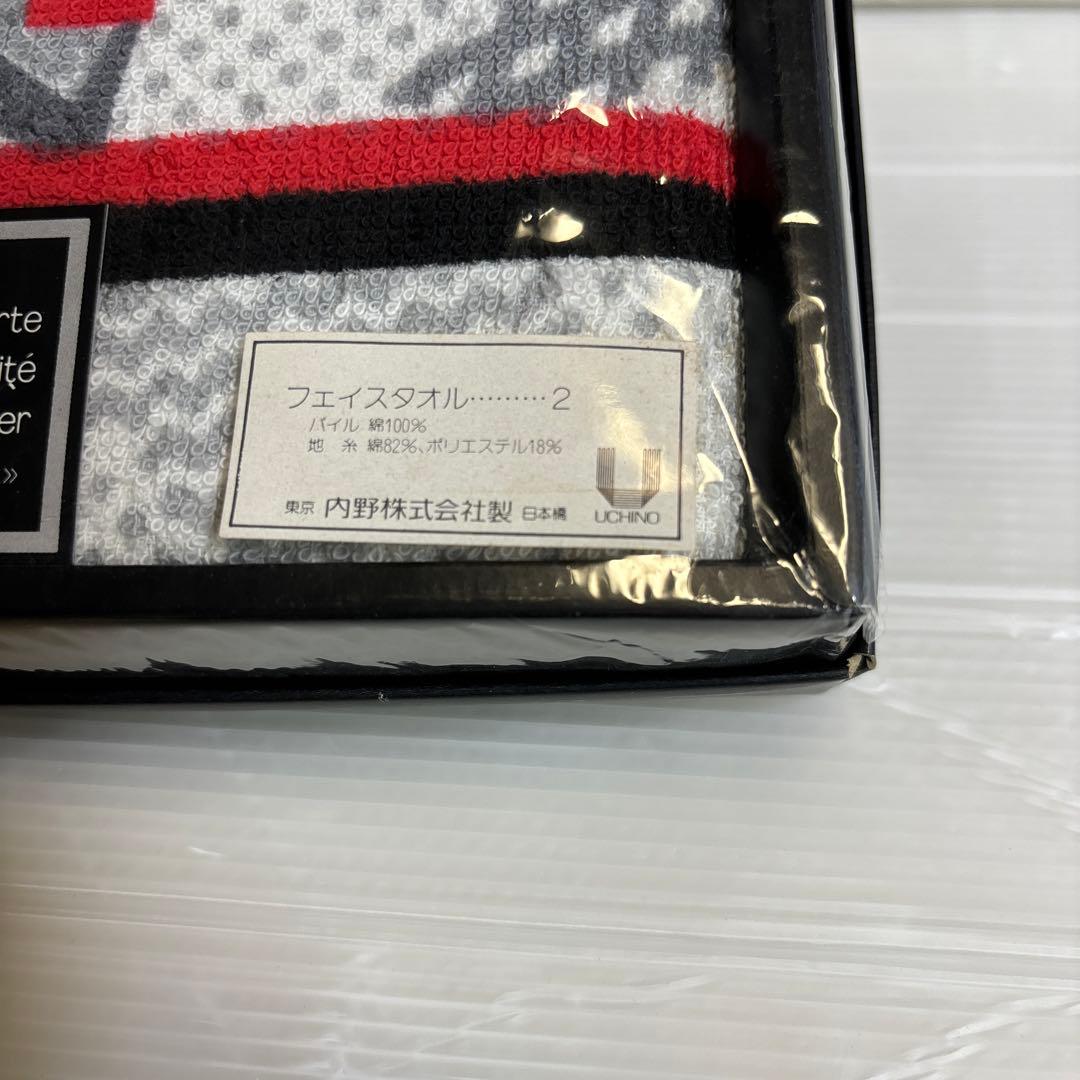 rte
ité
er
»
フェイスタオル………2
パイル 綿100%
地 糸 綿82%、ポリエステル18%
東京 内野株式会社製 日本橋
UCHINO